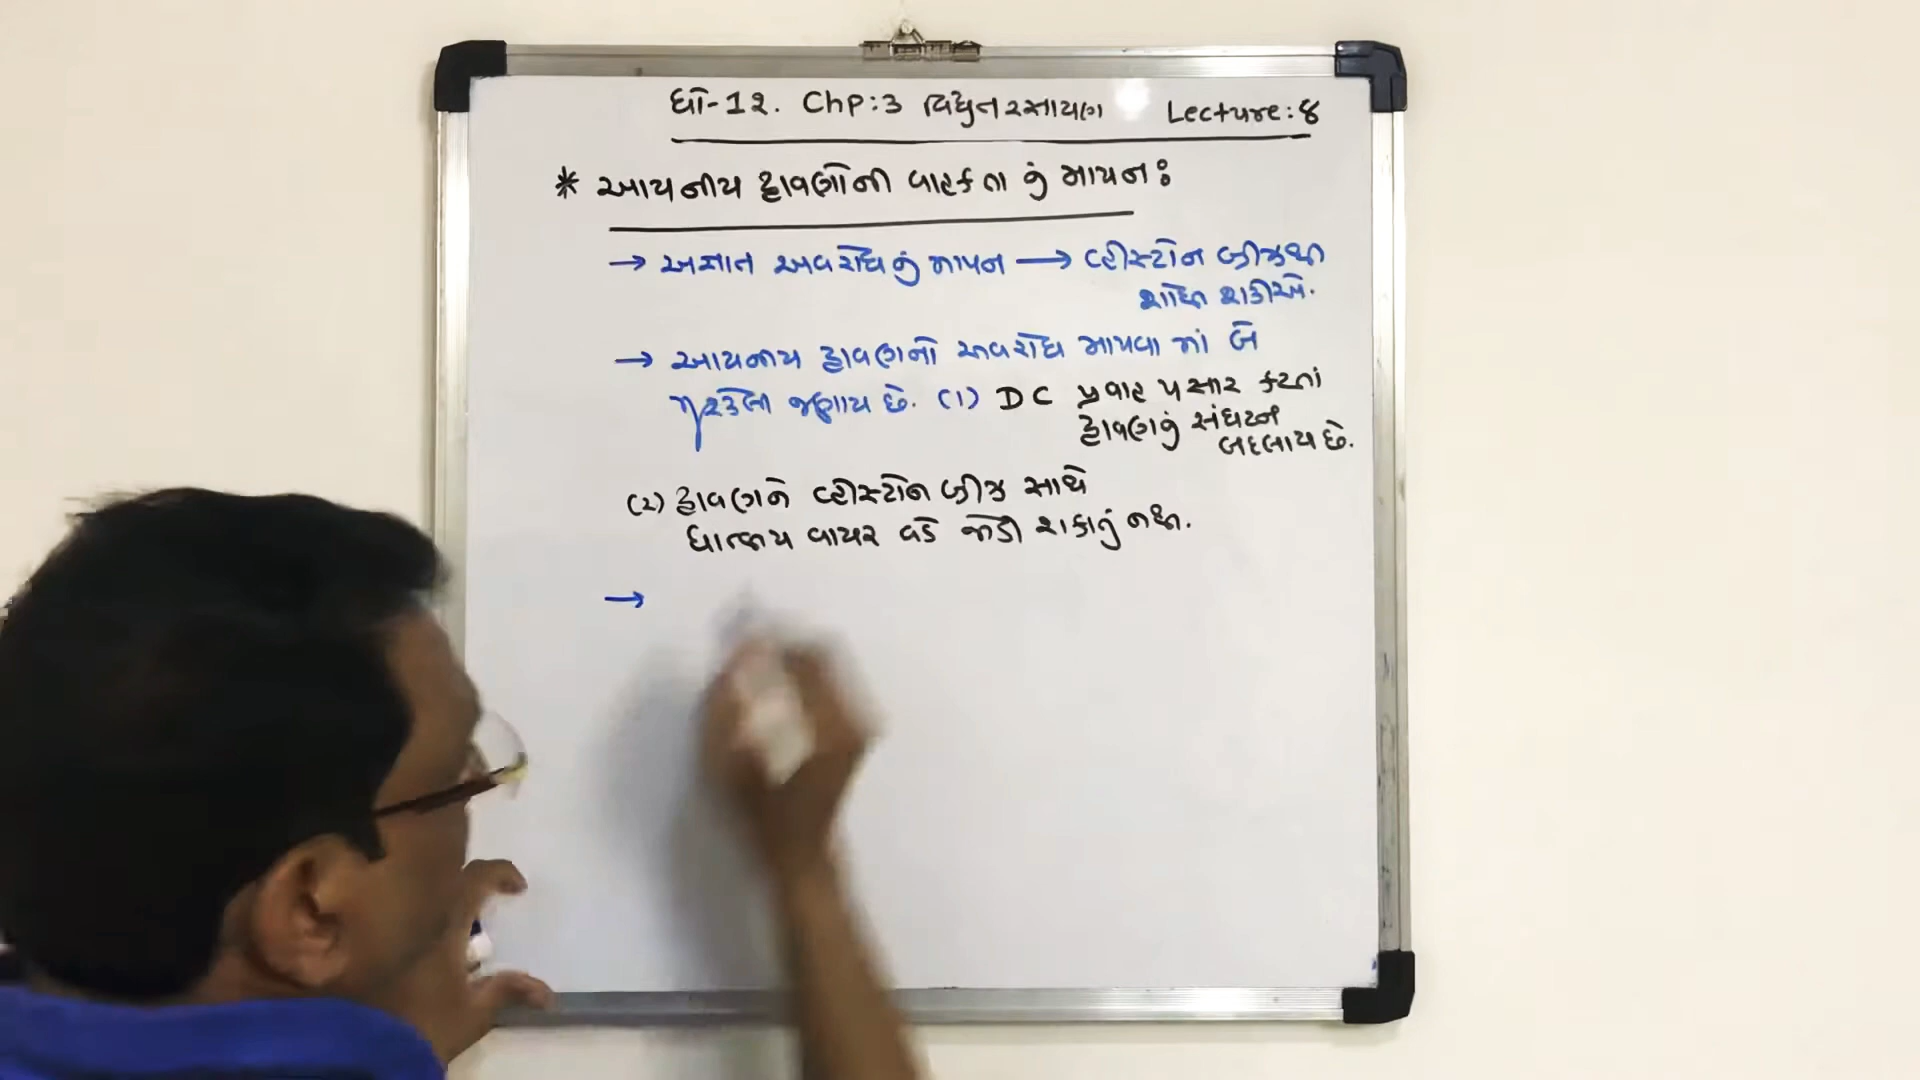 ધો-12. Chp:3 વિદ્યુતરસાયણ Lecture:8
* આયનીય દ્રાવણોની વાહકતા નું માપન:
→ અજ્ઞાત અવરોધનું માપન → વ્હીસ્ટોન બ્રીજથી
શોધી શકીએ.
→ આયનીય દ્રાવણનો અવરોધ માપવા માં બે
મુશ્કેલી જણાય છે. (1) DC પ્રવાહ પસાર કરતાં
દ્રાવણનું સંઘટન
બદલાય છે.
(2) દ્રાવણને વ્હીસ્ટોન બ્રીજ સાથે
ધાત્વીય વાયર વડે જોડી શકાતું નથી.
→